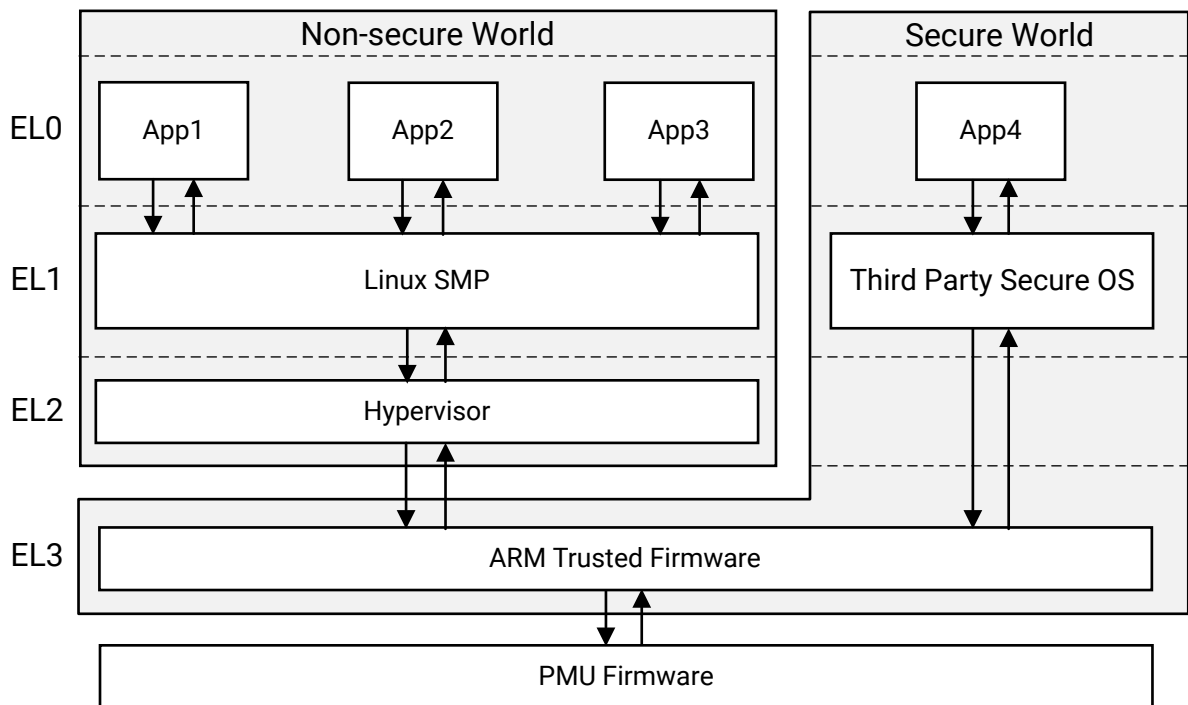 Non-secure World
Secure World
EL0
App1
App2
App3
App4
EL1
Linux SMP
Third Party Secure OS
EL2
Hypervisor
EL3
ARM Trusted Firmware
PMU Firmware